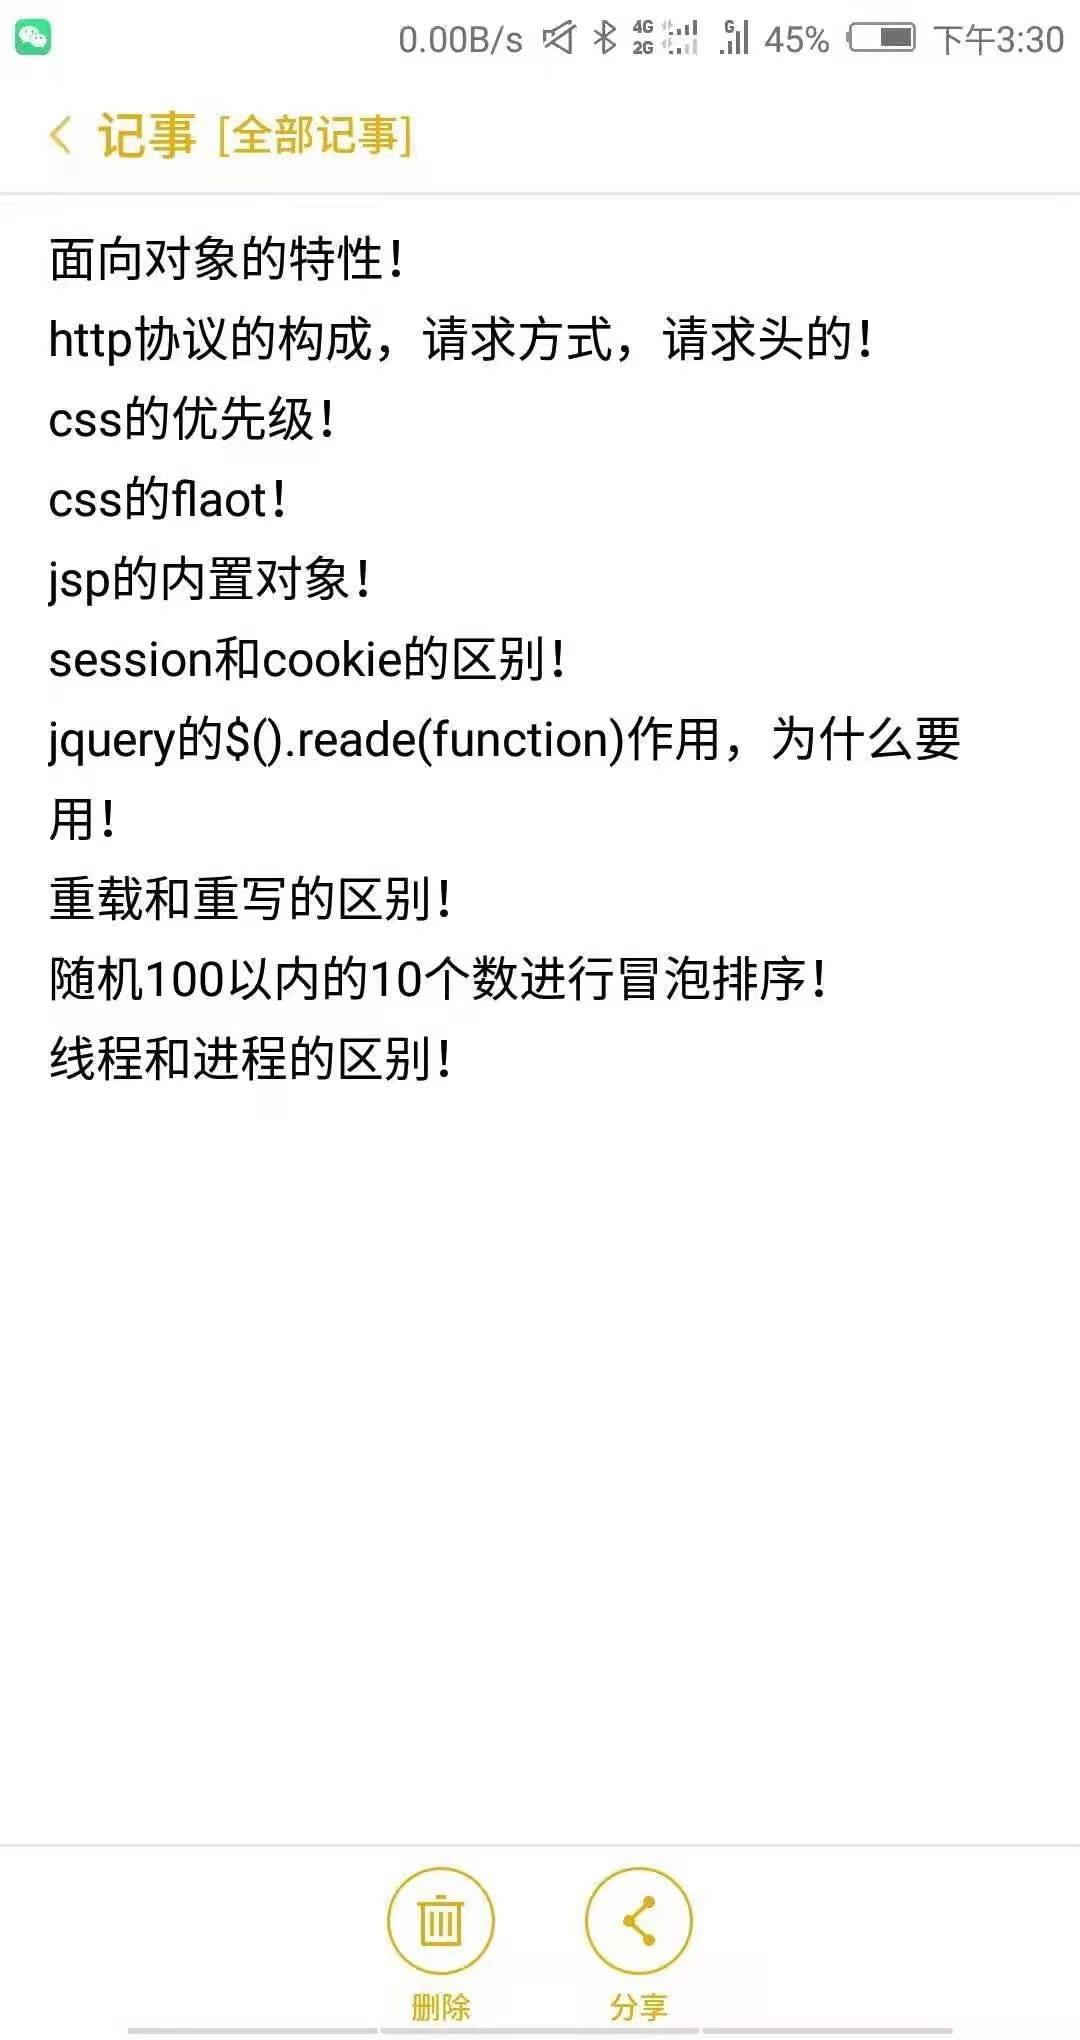 0.00B/s 4G 2G G 45% 下午3:30
记事 [全部记事]
面向对象的特性！
http协议的构成，请求方式，请求头的！
css的优先级！
css的flaot！
jsp的内置对象！
session和cookie的区别！
jquery的$().reade(function)作用，为什么要
用！
重载和重写的区别！
随机100以内的10个数进行冒泡排序！
线程和进程的区别！
删除 分享